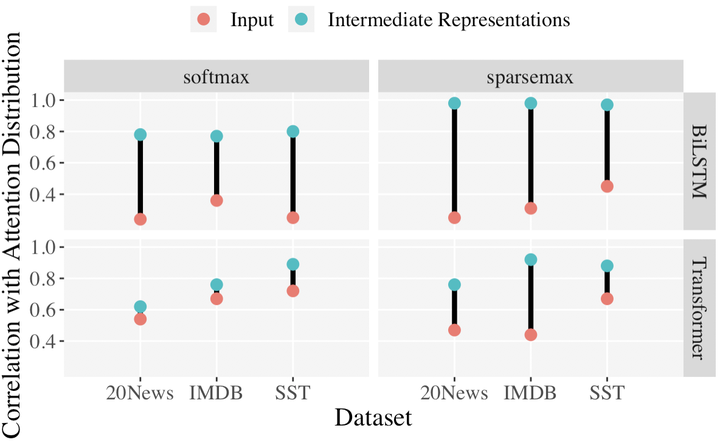 Input Intermediate Representations
Correlation with Attention Distribution
softmax sparsemax
1.0
0.8
0.6
0.4
BiLSTM
1.0
0.8
0.6
0.4
Transformer
20News IMDB SST 20News IMDB SST
Dataset